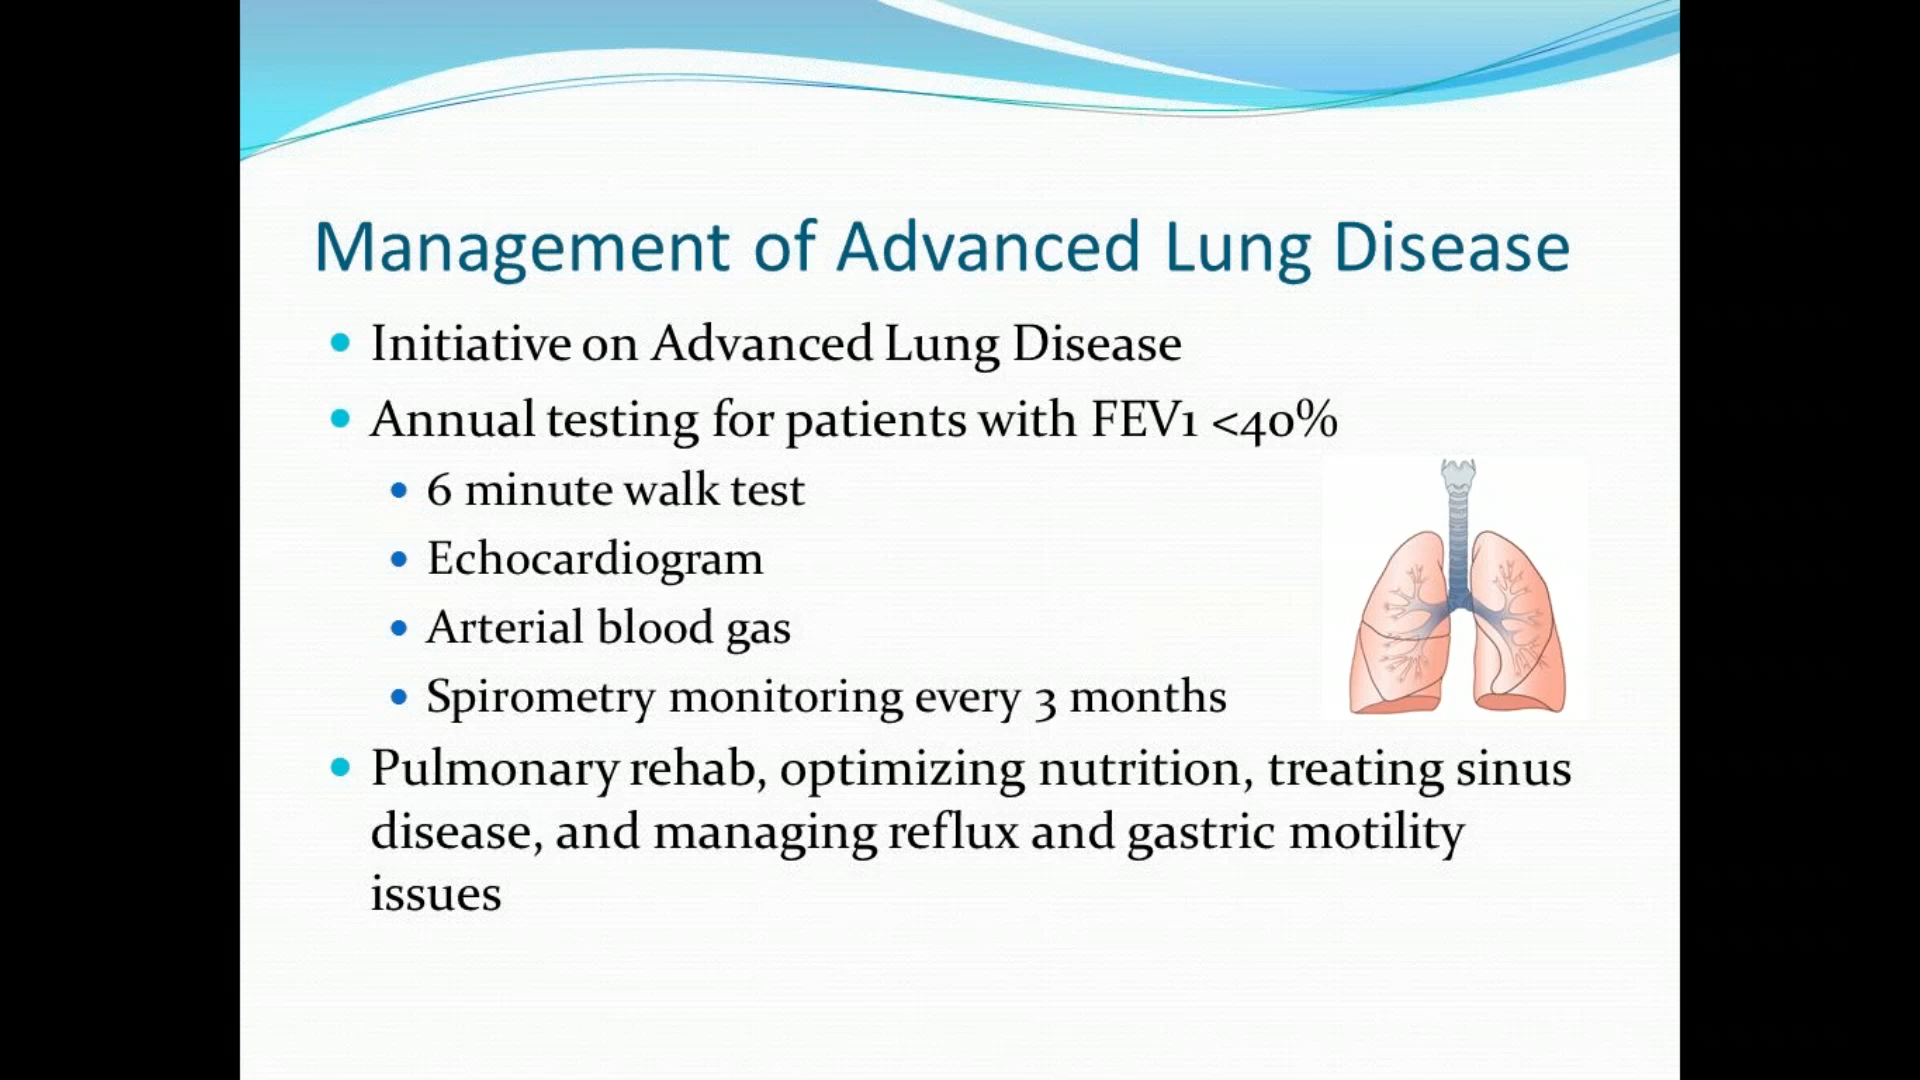 Management of Advanced Lung Disease
Initiative on Advanced Lung Disease
Annual testing for patients with FEV1 <40%
6 minute walk test
Echocardiogram
Arterial blood gas
Spirometry monitoring every 3 months
Pulmonary rehab, optimizing nutrition, treating sinus
disease, and managing reflux and gastric motility
issues